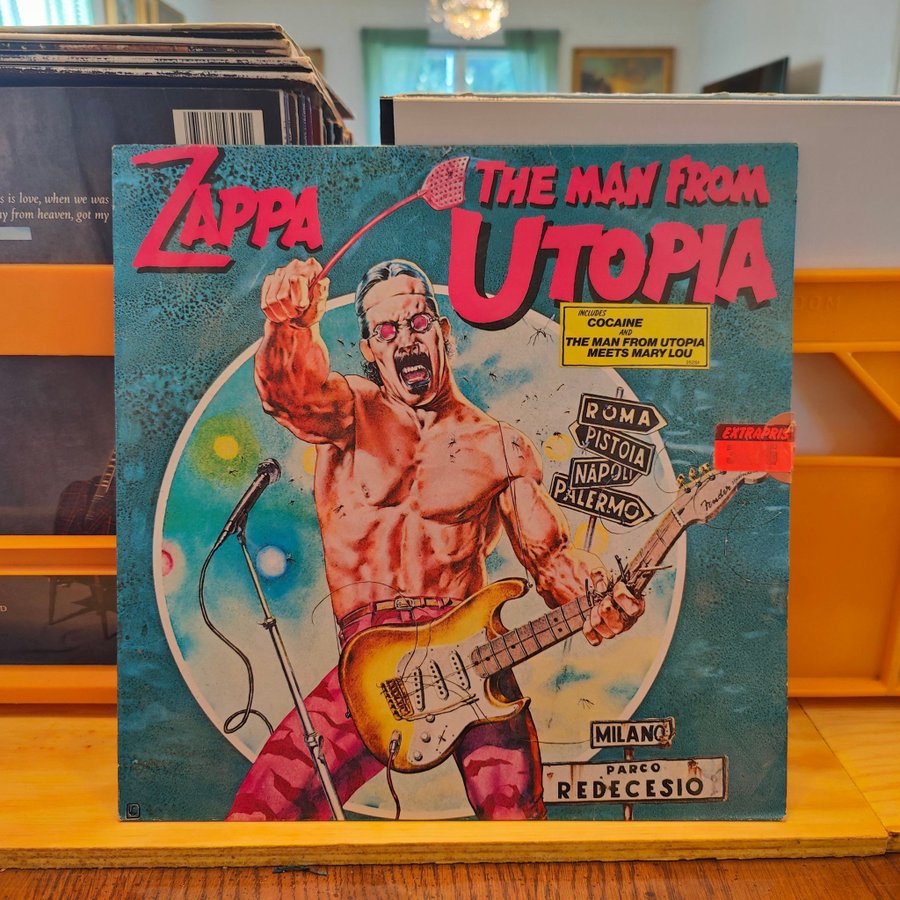 s is love, when we was
y from heaven, got my
ZAPPA
THE MAN FROM
UTOPIA
INCLUDES
COCAINE
AND
THE MAN FROM UTOPIA
MEETS MARY LOU
ROMA
PISTOIA
NAPOLI
PALERMO
EXTRAPRIS
Fender
MILANO
PARCO
REDECESIO